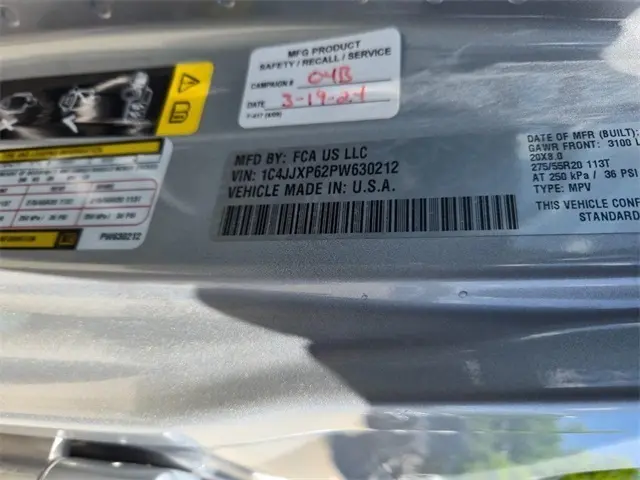 MFG PRODUCT
SAFETY / RECALL / SERVICE
CAMPAIGN # 04B
DATE 3-19-24
MFD BY: FCA US LLC
VIN: 1C4JJXP62PW630212
VEHICLE MADE IN U.S.A.
DATE OF MFR (BUILT):
GAWR FRONT: 3100 L
20X8.0
275/55R20 113T
AT 250 kPa / 36 PSI
TYPE: MPV
THIS VEHICLE CONF
STANDARD
PW630212